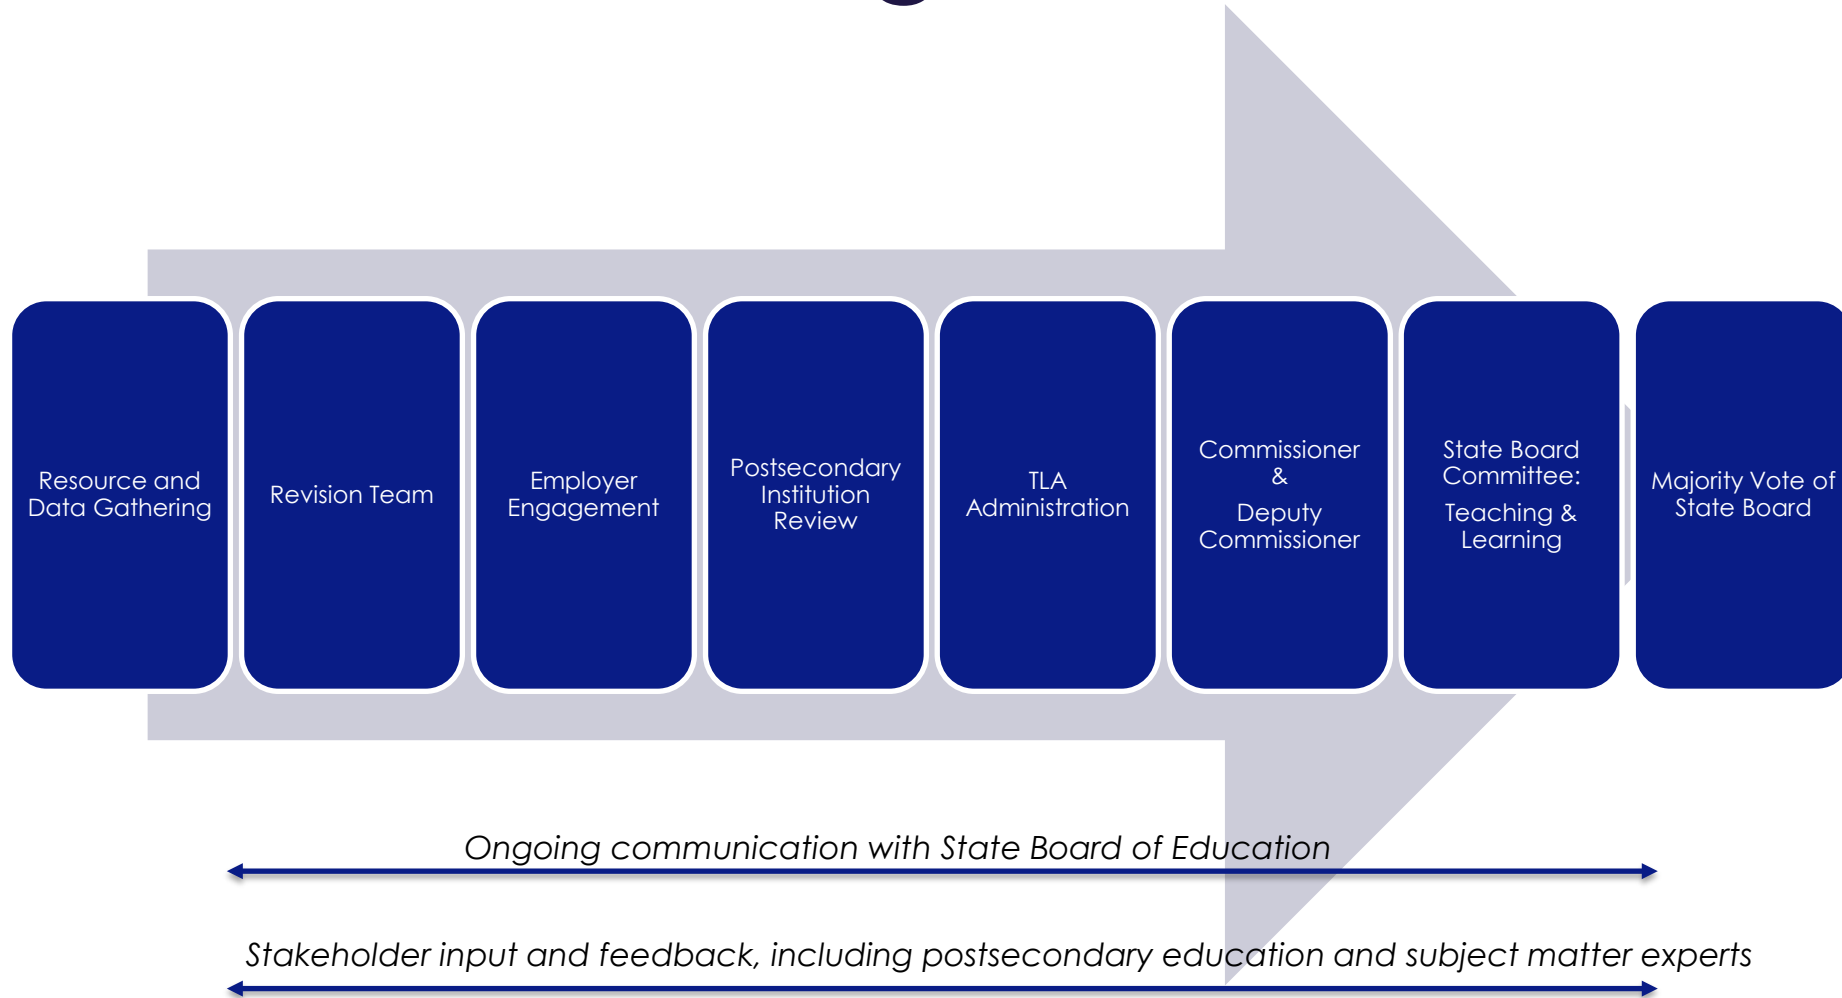 Resource and
Data Gathering
Revision Team
Employer
Engagement
Postsecondary
Institution
Review
TLA
Administration
Commissioner
&
Deputy
Commissioner
State Board
Committee:
Teaching &
Learning
Majority Vote of
State Board
Ongoing communication with State Board of Education
Stakeholder input and feedback, including postsecondary education and subject matter experts